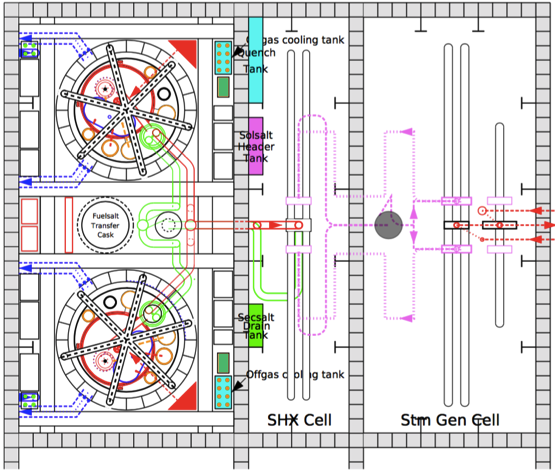 Offgas cooling tank
Quench
Tank
Solsalt
Header
Tank
Fuelsalt
Transfer
Cask
Secsalt
Drain
Tank
Offgas cooling tank
SHX Cell
Stm Gen Cell